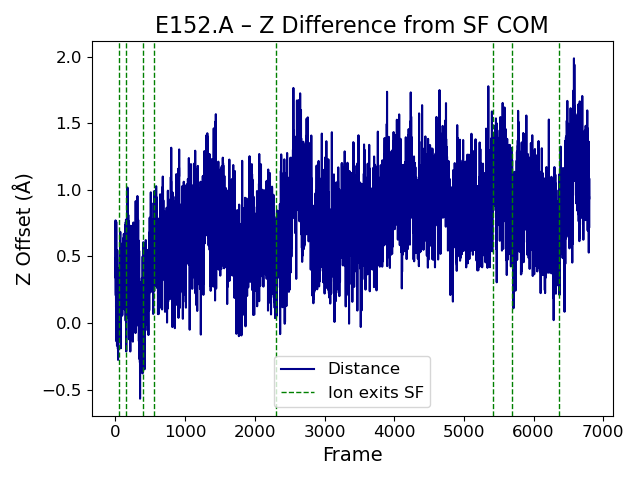 E152.A – Z Difference from SF COM
Z Offset (Å)
2.0
1.5
1.0
0.5
0.0
−0.5
Distance
Ion exits SF
0 1000 2000 3000 4000 5000 6000 7000
Frame